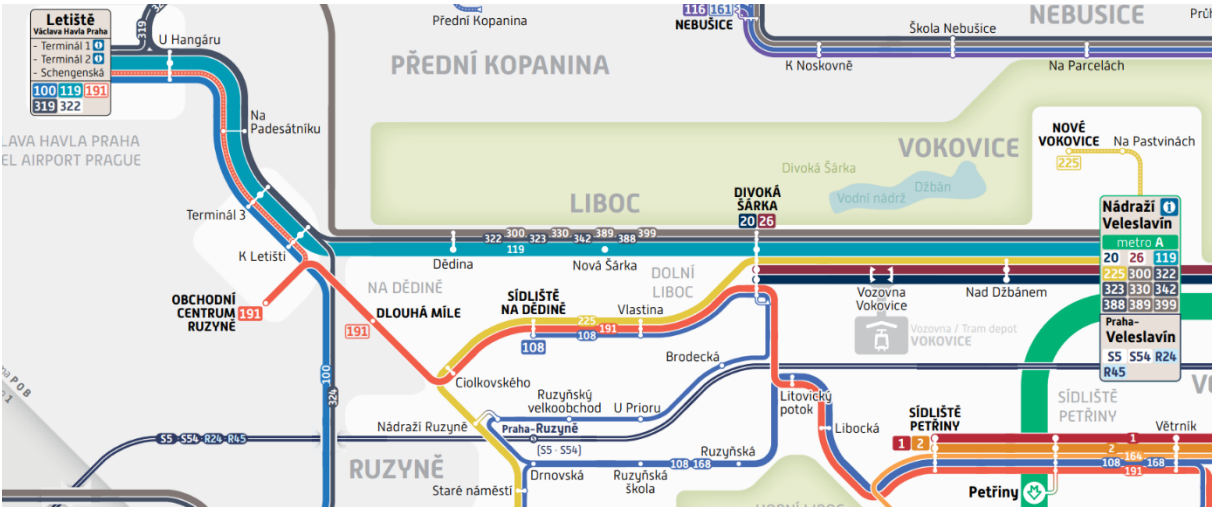 Letiště
Václava Havla Praha
- Terminál 1
- Terminál 2
- Schengenská
100 119 191
319 322
319
U Hangáru
Na
Padesátníku
LAVA HAVLA PRAHA
EL AIRPORT PRAGUE
Terminál 3
K Letišti
OBCHODNÍ
CENTRUM
RUZYNĚ
191
191
DLOUHÁ MÍLE
NA DĚDINĚ
100
324
Přední Kopanina
PŘEDNÍ KOPANINA
116 161
NEBUŠICE
K Noskovně
Škola Nebušice
Na Parcelách
NEBUŠICE
Průh
LIBOC
VOKOVICE
Divoká Šárka
Vodní nádrž
Džbán
DIVOKÁ
ŠÁRKA
20 26
NOVÉ
VOKOVICE
225
Na Pastvinách
322 300 323 330 342 389 388 399
119
Dědina
Nová Šárka
DOLNÍ
LIBOC
SÍDLIŠTĚ
NA DĚDINĚ
108
Vlastina
225
191
108
Vozovna
Vokovice
Vozovna / Tram depot
VOKOVICE
Nad Džbánem
Nádraží
Veleslavín
metro A
20 26 119
225 300 322
323 330 342
388 389 399
Praha-
Veleslavín
S5 S54 R24
R45
Ciolkovského
Brodecká
Ruzyňský
velkoobchod
U Prioru
Nádraží Ruzyně
Praha-Ruzyně
[S5 · S54]
S5 S54 R24 R45
RUZYNĚ
Staré náměstí
Drnovská
Ruzyňská
škola
108 168
Ruzyňská
Litovický
potok
Libocká
SÍDLIŠTĚ
PETŘINY
1 2
SÍDLIŠTĚ
PETŘINY
Větrník
1
2
164
108 168
191
Petřiny
HORNÍ LIBOC
POB